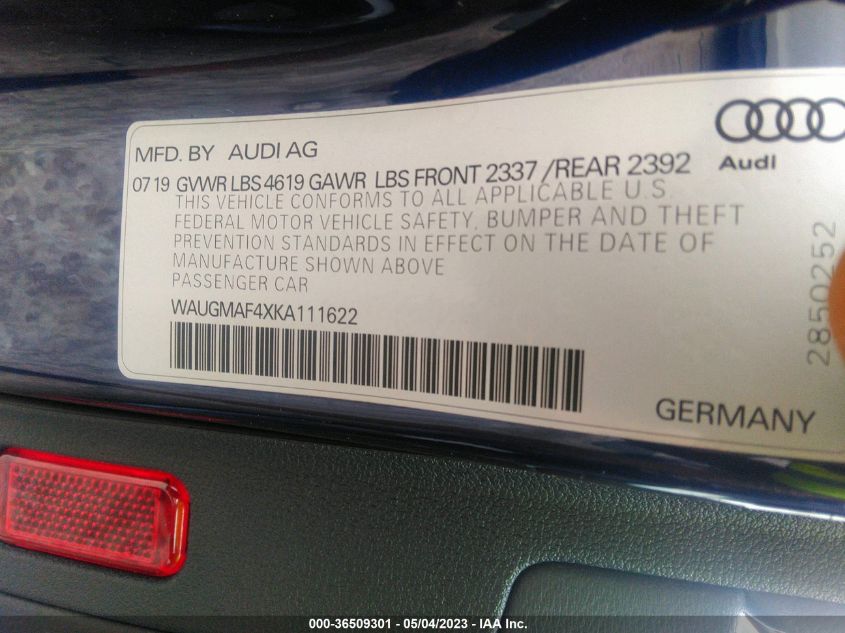 MFD. BY AUDI AG
Audi
07 19 GVWR LBS 4619 GAWR LBS FRONT 2337 /REAR 2392
THIS VEHICLE CONFORMS TO ALL APPLICABLE U.S
FEDERAL MOTOR VEHICLE SAFETY, BUMPER AND THEFT
PREVENTION STANDARDS IN EFFECT ON THE DATE OF
MANUFACTURE SHOWN ABOVE
PASSENGER CAR
WAUGMAF4XKA111622
2850252
GERMANY
000-36509301 - 05/04/2023 - IAA Inc.